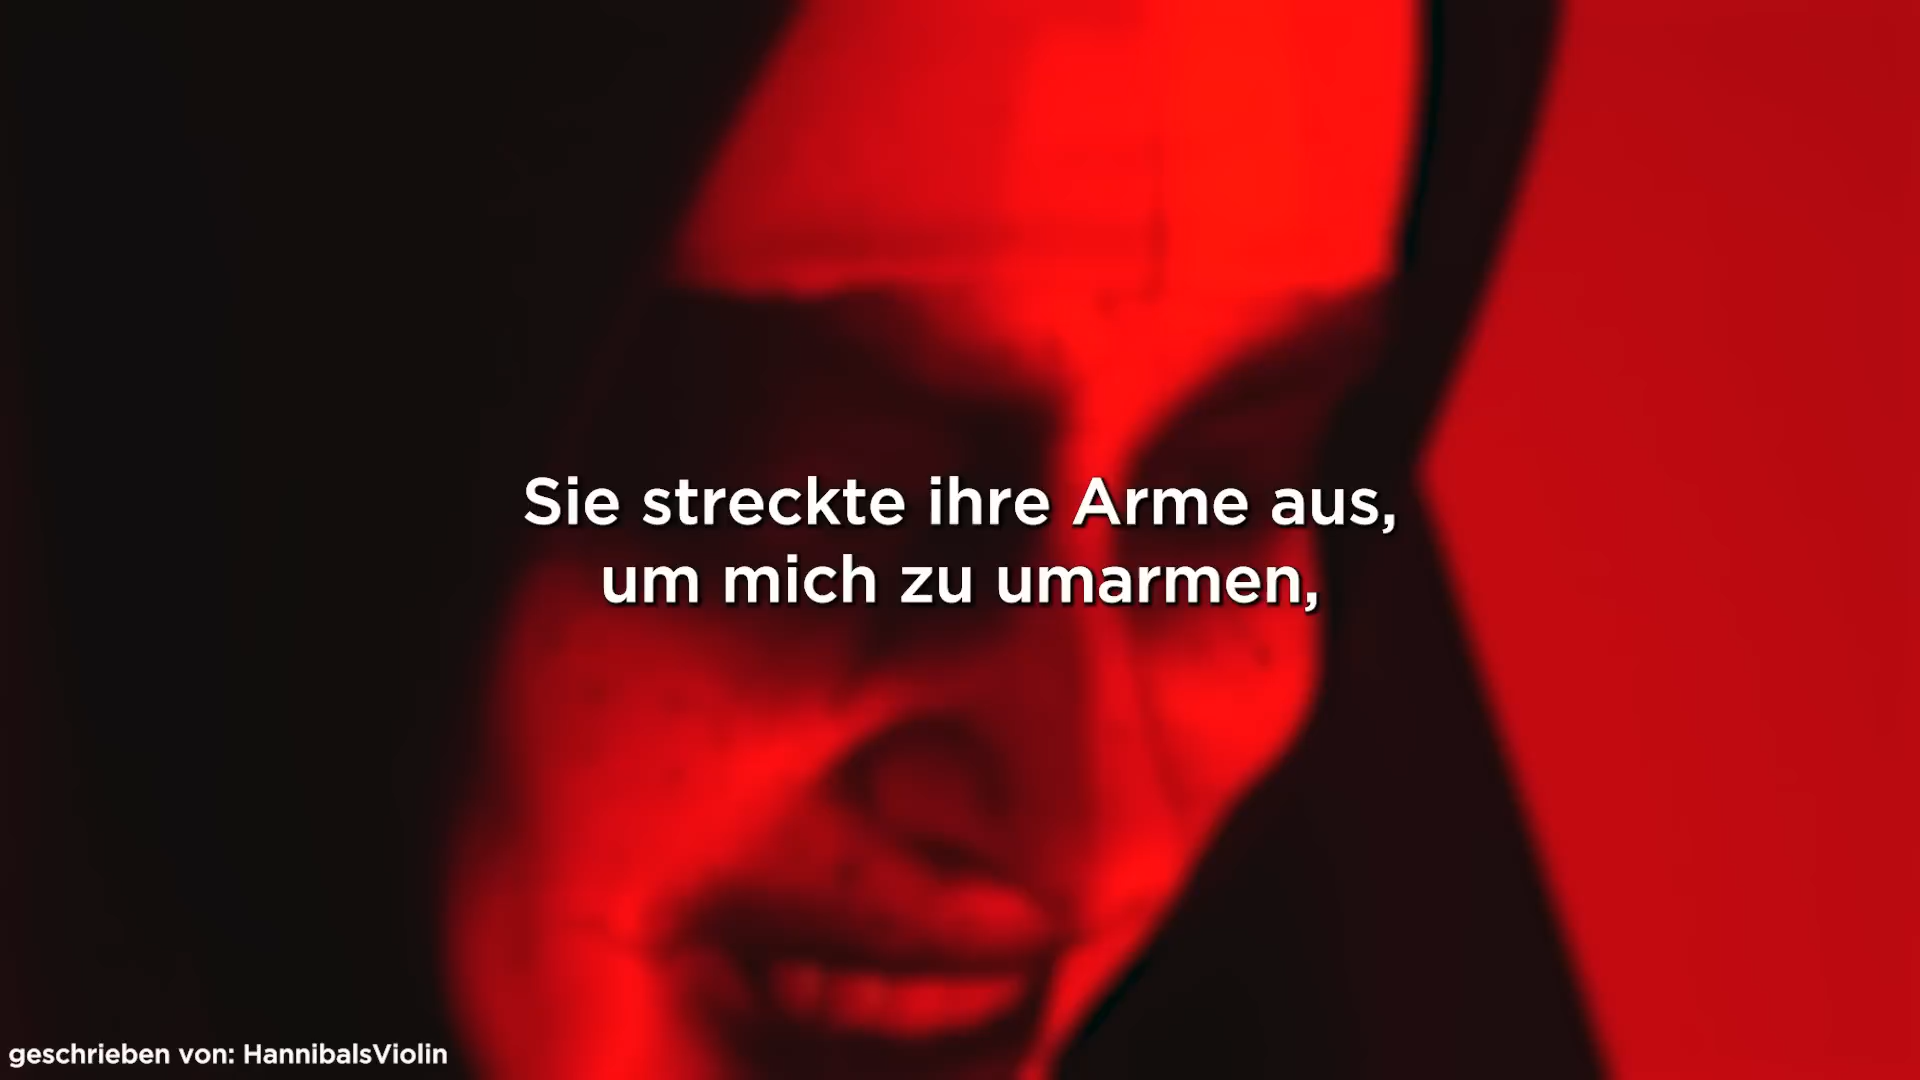 Sie streckte ihre Arme aus,
um mich zu umarmen,
geschrieben von: HannibalsViolin